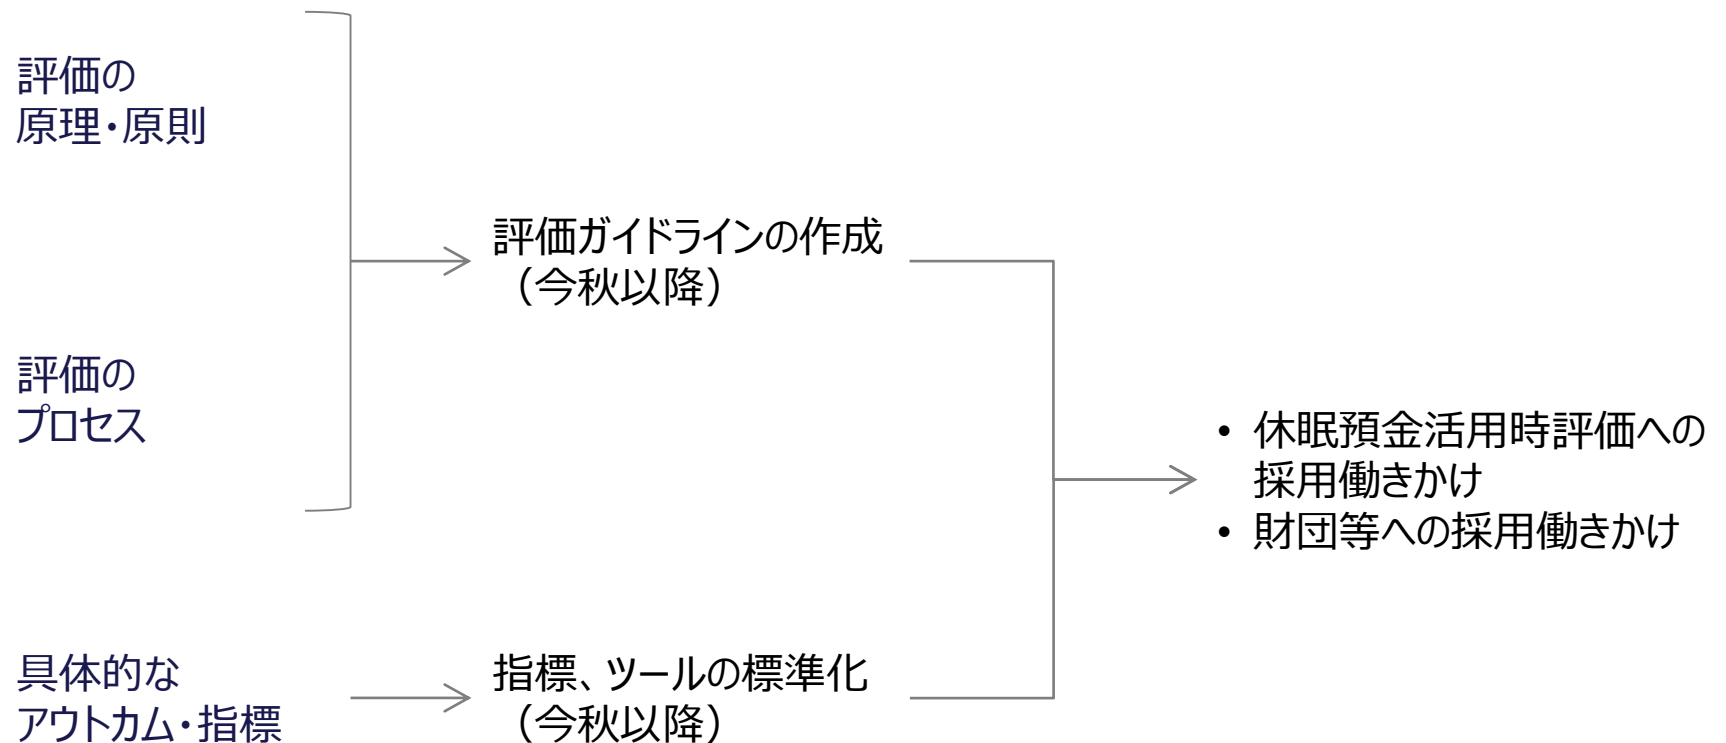 評価の
原理・原則
評価ガイドラインの作成
（今秋以降）
評価の
プロセス
• 休眠預金活用時評価への
採用働きかけ
• 財団等への採用働きかけ
具体的な
アウトカム・指標
指標、ツールの標準化
（今秋以降）